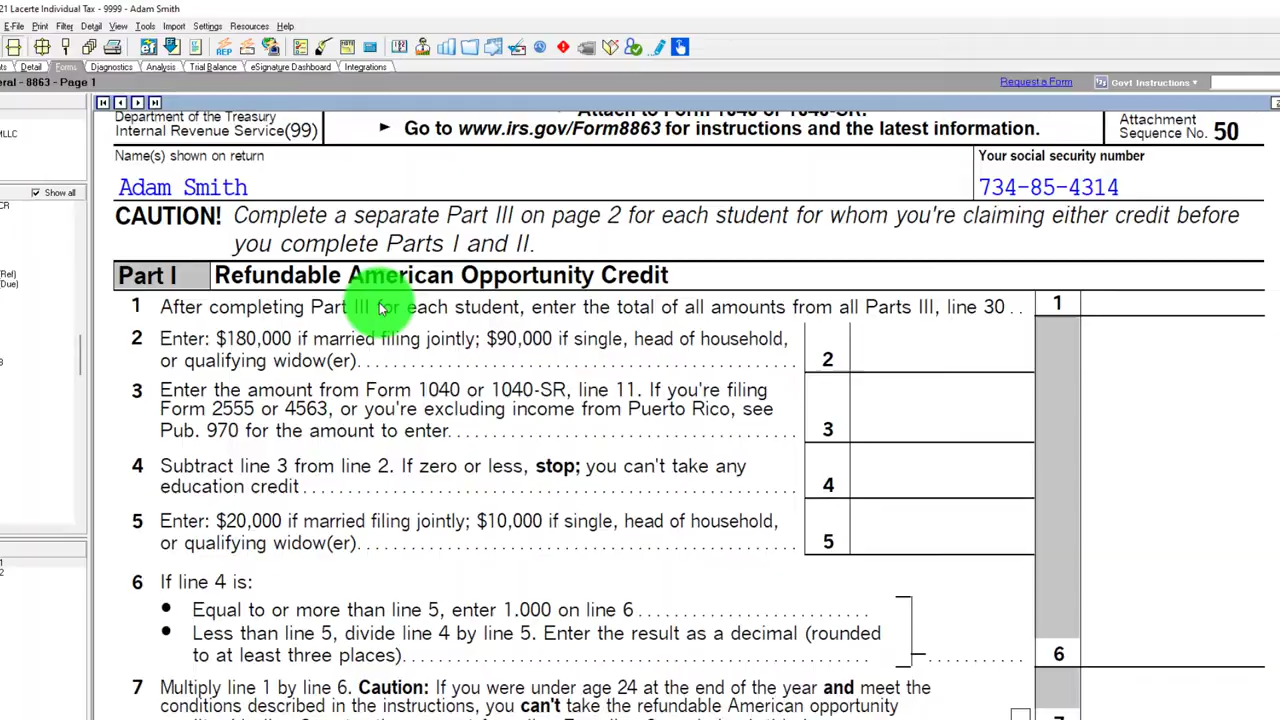 21 Lacerte Individual Tax - 9999 - Adam Smith
E-File Print Filter Detail View Tools Import Settings Resources Help
REP
Detail Forms Diagnostics Analysis Trial Balance eSignature Dashboard Integrations
eral - 8863 - Page 1 Request a Form Govt Instructions
MLLC
Show all
CR
(Rel)
(Due)
Department of the Treasury
Internal Revenue Service (99)
Attach to Form 1040 or 1040-SR.
► Go to www.irs.gov/Form8863 for instructions and the latest information.
Attachment
Sequence No. 50
Name(s) shown on return
Your social security number
Adam Smith
734-85-4314
CAUTION! Complete a separate Part III on page 2 for each student for whom you're claiming either credit before
you complete Parts I and II.
Part I Refundable American Opportunity Credit
1 After completing Part III for each student, enter the total of all amounts from all Parts III, line 30 . . 1
2 Enter: $180,000 if married filing jointly; $90,000 if single, head of household,
or qualifying widow(er). 2
3 Enter the amount from Form 1040 or 1040-SR, line 11. If you're filing
Form 2555 or 4563, or you're excluding income from Puerto Rico, see
Pub. 970 for the amount to enter. 3
4 Subtract line 3 from line 2. If zero or less, stop; you can't take any
education credit 4
5 Enter: $20,000 if married filing jointly; $10,000 if single, head of household,
or qualifying widow(er). 5
6 If line 4 is:
• Equal to or more than line 5, enter 1.000 on line 6
• Less than line 5, divide line 4 by line 5. Enter the result as a decimal (rounded
to at least three places) 6
7 Multiply line 1 by line 6. Caution: If you were under age 24 at the end of the year and meet the
conditions described in the instructions, you can't take the refundable American opportunity
7